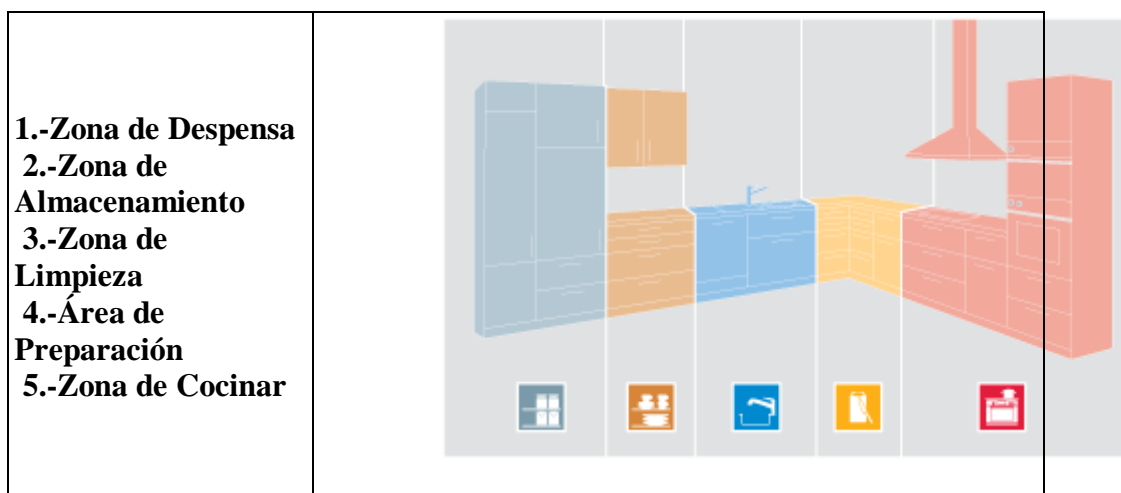 1.-Zona de Despensa
2.-Zona de
Almacenamiento
3.-Zona de
Limpieza
4.-Área de
Preparación
5.-Zona de Cocinar